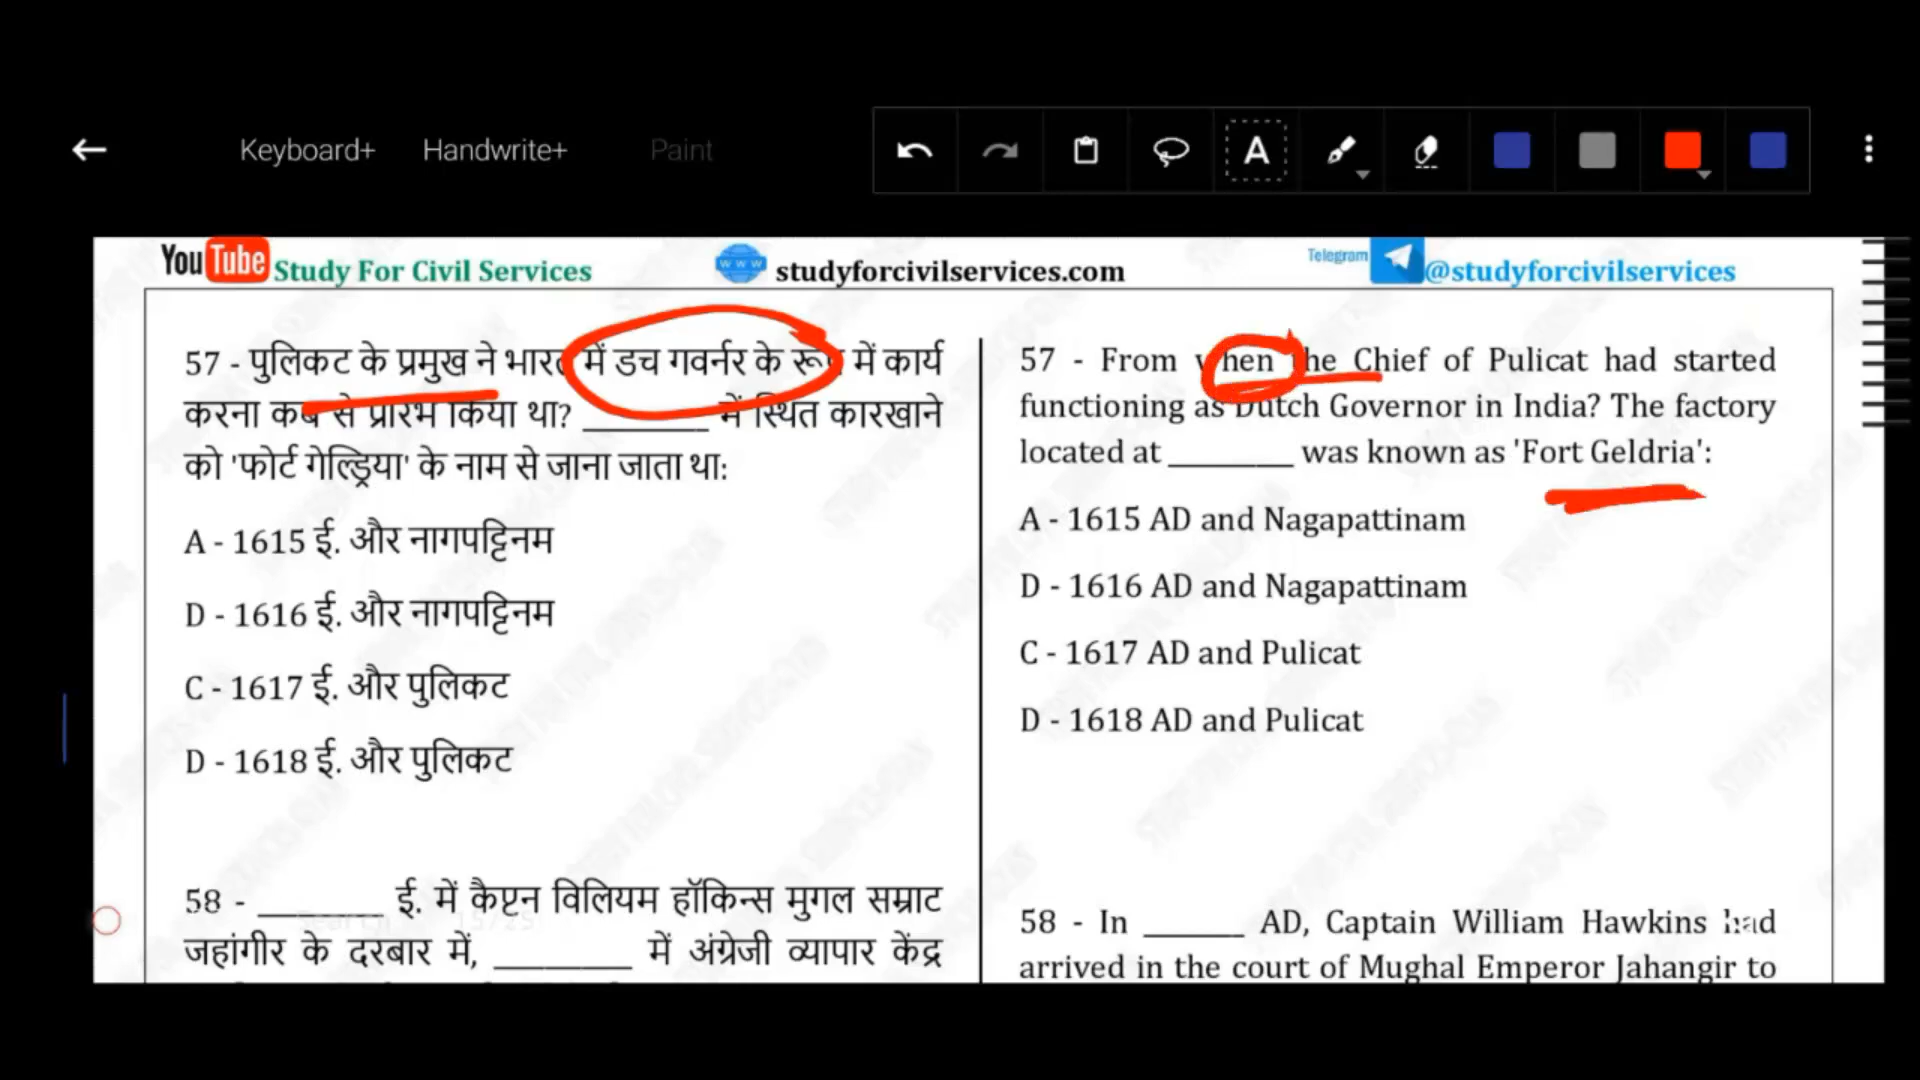 Keyboard+ Handwrite+ Paint A
YouTube Study For Civil Services www studyforcivilservices.com Telegram @studyforcivilservices
57 - पुलिकट के प्रमुख ने भारत में डच गवर्नर के रूप में कार्य
करना कब से प्रारंभ किया था? ________ में स्थित कारखाने
को 'फोर्ट गेल्ड्रिया' के नाम से जाना जाता था:
A - 1615 ई. और नागपट्टिनम
D - 1616 ई. और नागपट्टिनम
C - 1617 ई. और पुलिकट
D - 1618 ई. और पुलिकट
58 - ________ ई. में कैप्टन विलियम हॉकिन्स मुगल सम्राट
जहांगीर के दरबार में, ________ में अंग्रेजी व्यापार केंद्र
57 - From when the Chief of Pulicat had started
functioning as Dutch Governor in India? The factory
located at ________ was known as 'Fort Geldria':
A - 1615 AD and Nagapattinam
D - 1616 AD and Nagapattinam
C - 1617 AD and Pulicat
D - 1618 AD and Pulicat
58 - In ______ AD, Captain William Hawkins had
arrived in the court of Mughal Emperor Jahangir to